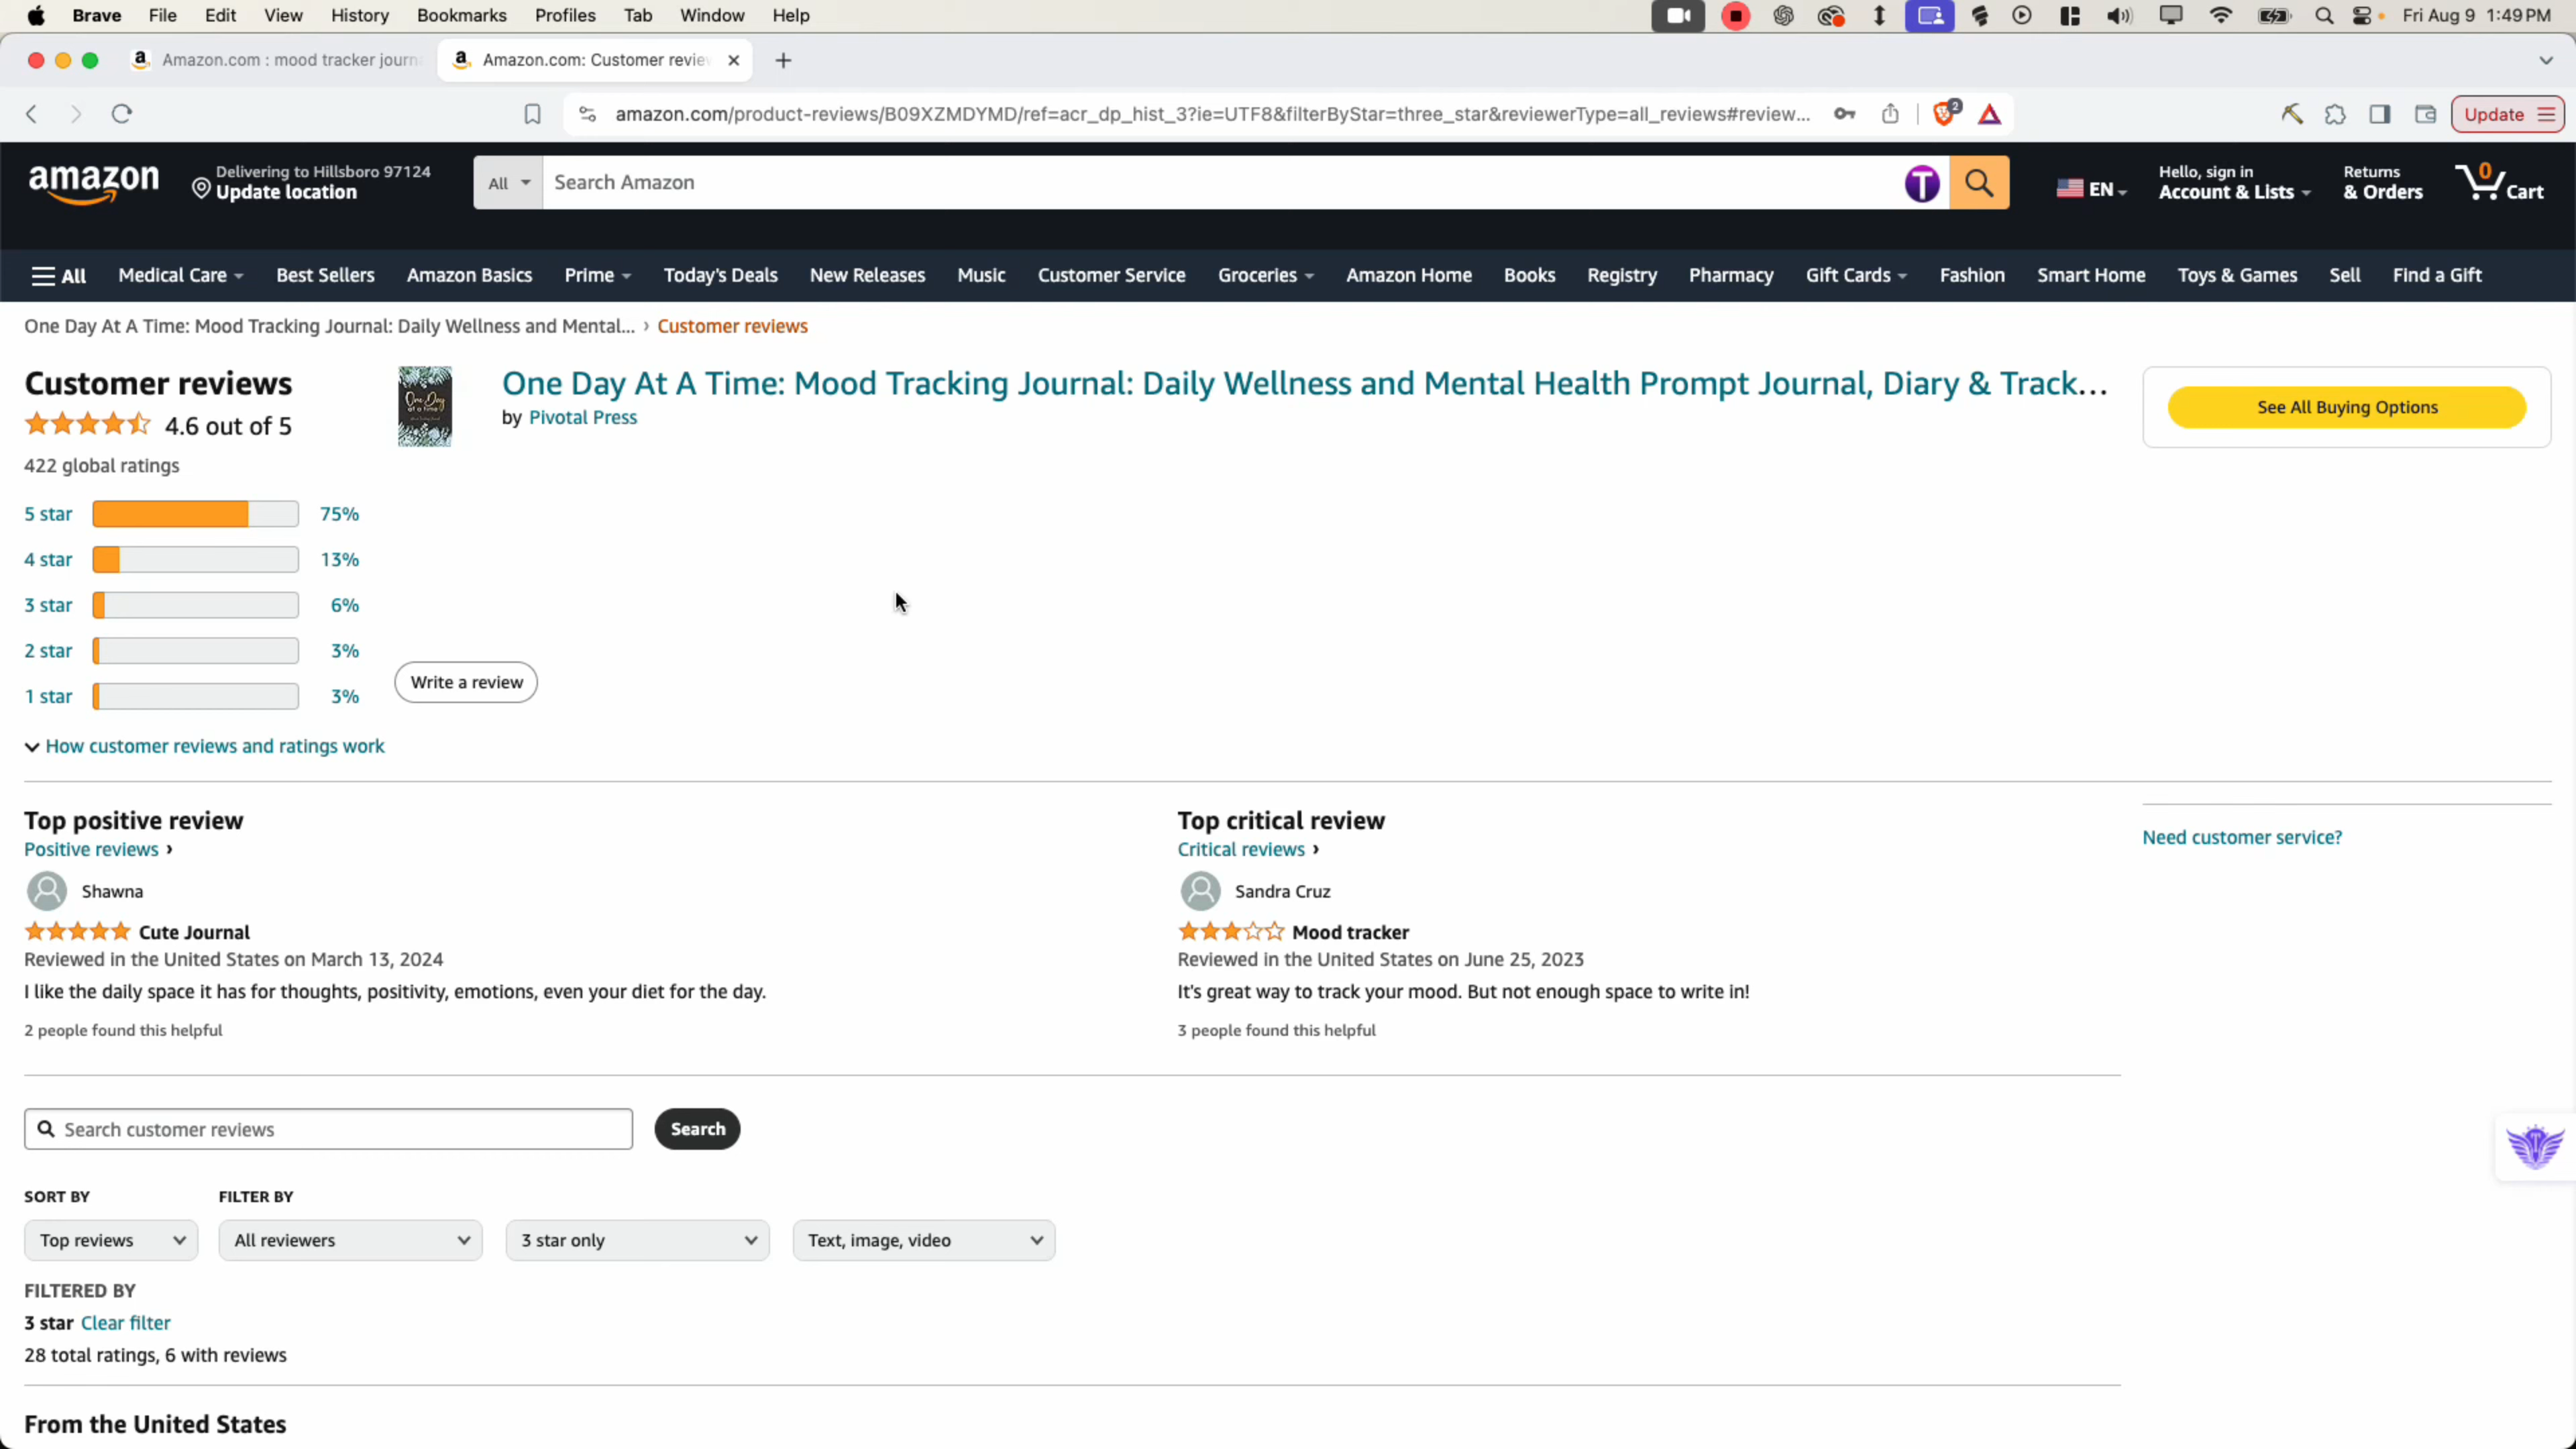 Brave File Edit View History Bookmarks Profiles Tab Window Help Fri Aug 9 1:49 PM
Amazon.com : mood tracker journ Amazon.com: Customer revie
amazon.com/product-reviews/B09XZMDYMD/ref=acr_dp_hist_3?ie=UTF8&filterByStar=three_star&reviewerType=all_reviews#review... 2 Update
amazon Delivering to Hillsboro 97124 Update location All Search Amazon T EN Hello, sign in Account & Lists Returns & Orders 0 Cart
All Medical Care Best Sellers Amazon Basics Prime Today's Deals New Releases Music Customer Service Groceries Amazon Home Books Registry Pharmacy Gift Cards Fashion Smart Home Toys & Games Sell Find a Gift
One Day At A Time: Mood Tracking Journal: Daily Wellness and Mental... › Customer reviews
Customer reviews
4.6 out of 5
422 global ratings
5 star 75%
4 star 13%
3 star 6%
2 star 3%
1 star 3%
How customer reviews and ratings work
One Day
at a time
One Day At A Time: Mood Tracking Journal: Daily Wellness and Mental Health Prompt Journal, Diary & Track...
by Pivotal Press
Write a review
See All Buying Options
Top positive review
Positive reviews ›
Shawna
Cute Journal
Reviewed in the United States on March 13, 2024
I like the daily space it has for thoughts, positivity, emotions, even your diet for the day.
2 people found this helpful
Top critical review
Critical reviews ›
Sandra Cruz
Mood tracker
Reviewed in the United States on June 25, 2023
It's great way to track your mood. But not enough space to write in!
3 people found this helpful
Need customer service?
Search customer reviews Search
SORT BY FILTER BY
Top reviews All reviewers 3 star only Text, image, video
FILTERED BY
3 star Clear filter
28 total ratings, 6 with reviews
From the United States